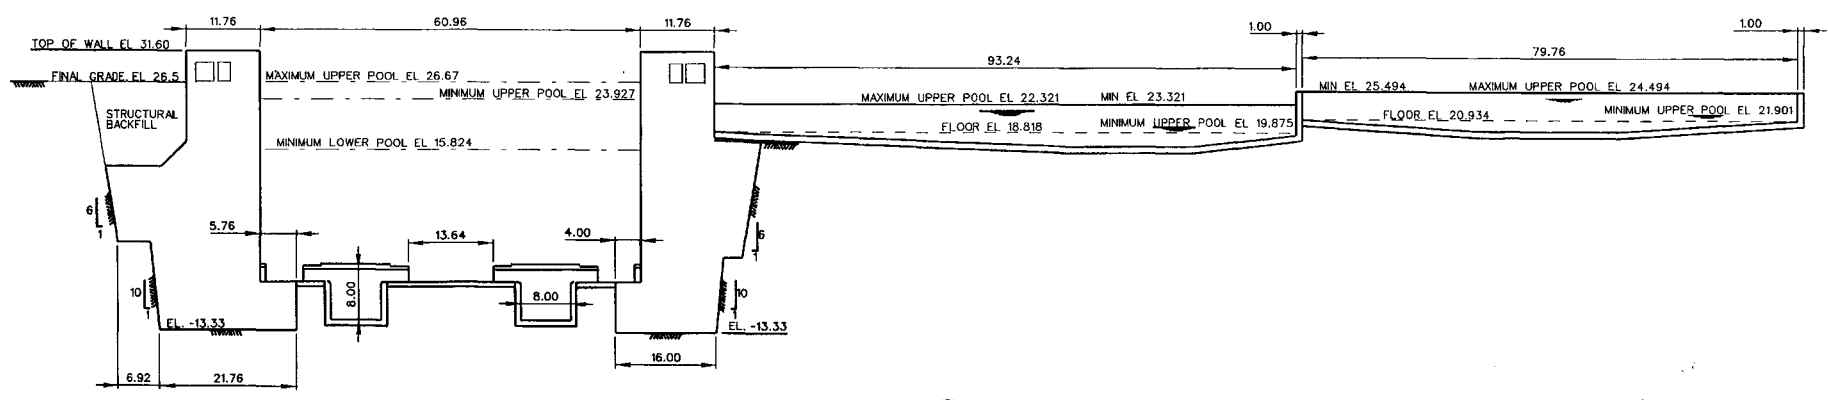 11.76
60.96
11.76
1.00
1.00
93.24
79.76
TOP OF WALL EL 31.60
FINAL GRADE. EL 26.5
MAXIMUM UPPER POOL EL 26.67
MINIMUM UPPER POOL EL 23.927
MAXIMUM UPPER POOL EL 22.321
MIN EL 23.321
MIN EL 25.494
MAXIMUM UPPER POOL EL 24.494
STRUCTURAL
BACKFILL
FLOOR EL 18.818
MINIMUM UPPER POOL EL 19.875
FLOOR EL 20.934
MINIMUM UPPER POOL EL 21.901
MINIMUM LOWER POOL EL 15.824
6
1
5.76
13.64
4.00
6
1
10
1
8.00
8.00
10
1
EL. -13.33
EL. -13.33
16.00
6.92
21.76